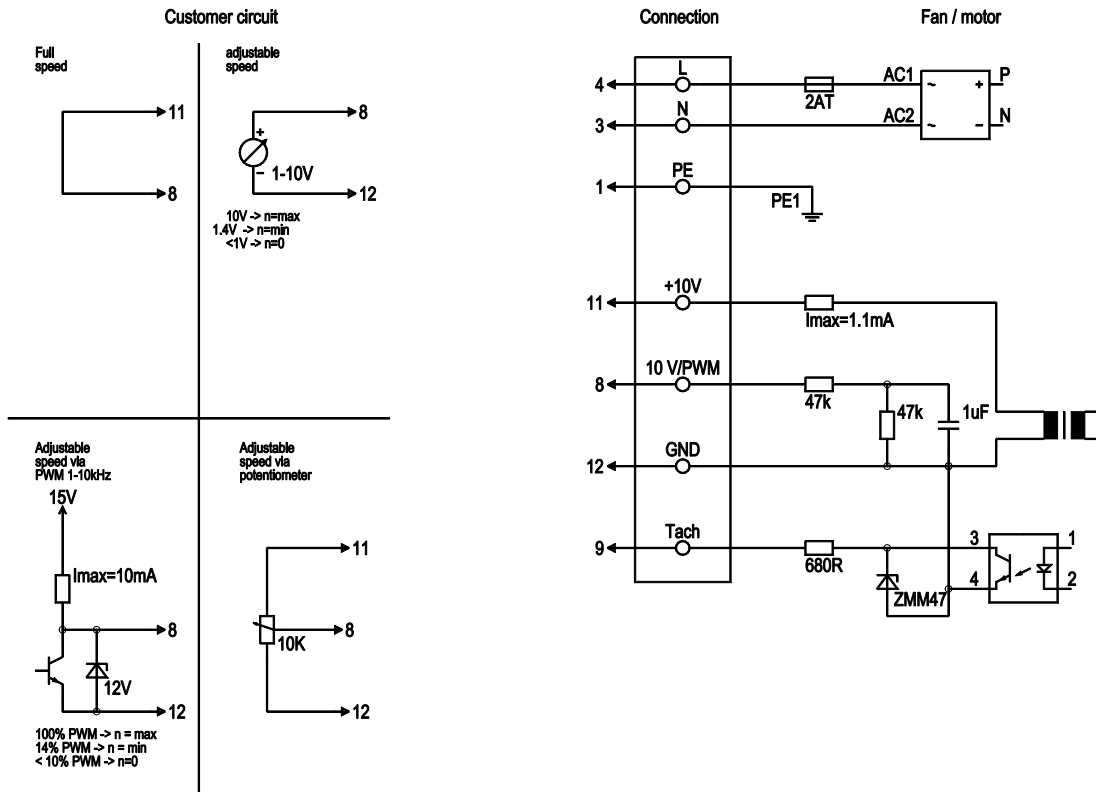 Customer circuit
Full
speed
11
8
adjustable
speed
8
+
– 1-10V
12
10V -> n=max
1.4V -> n=min
<1V -> n=0
Adjustable
speed via
PWM 1-10kHz
15V
Imax=10mA
8
12V
12
100% PWM -> n = max
14% PWM -> n = min
< 10% PWM -> n=0
Adjustable
speed via
potentiometer
11
8
10K
12
Connection
Fan / motor
4
L
2AT
AC1
~
+
P
3
N
AC2
~
–
N
1
PE
PE1
11
+10V
Imax=1.1mA
8
10 V/PWM
47k
47k
1uF
12
GND
9
Tach
680R
ZMM47
3
4
1
2